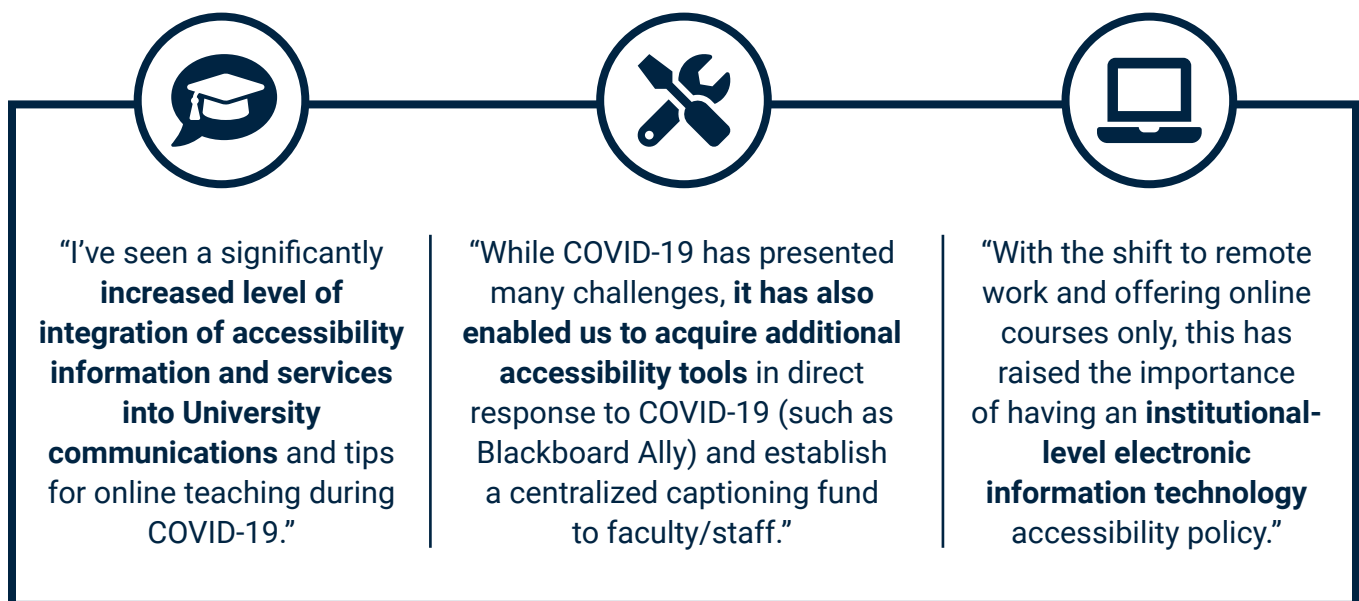 “I’ve seen a significantly
increased level of
integration of accessibility
information and services
into University
communications and tips
for online teaching during
COVID-19.”
“While COVID-19 has presented
many challenges, it has also
enabled us to acquire additional
accessibility tools in direct
response to COVID-19 (such as
Blackboard Ally) and establish
a centralized captioning fund
to faculty/staff.”
“With the shift to remote
work and offering online
courses only, this has
raised the importance
of having an institutional-
level electronic
information technology
accessibility policy.”